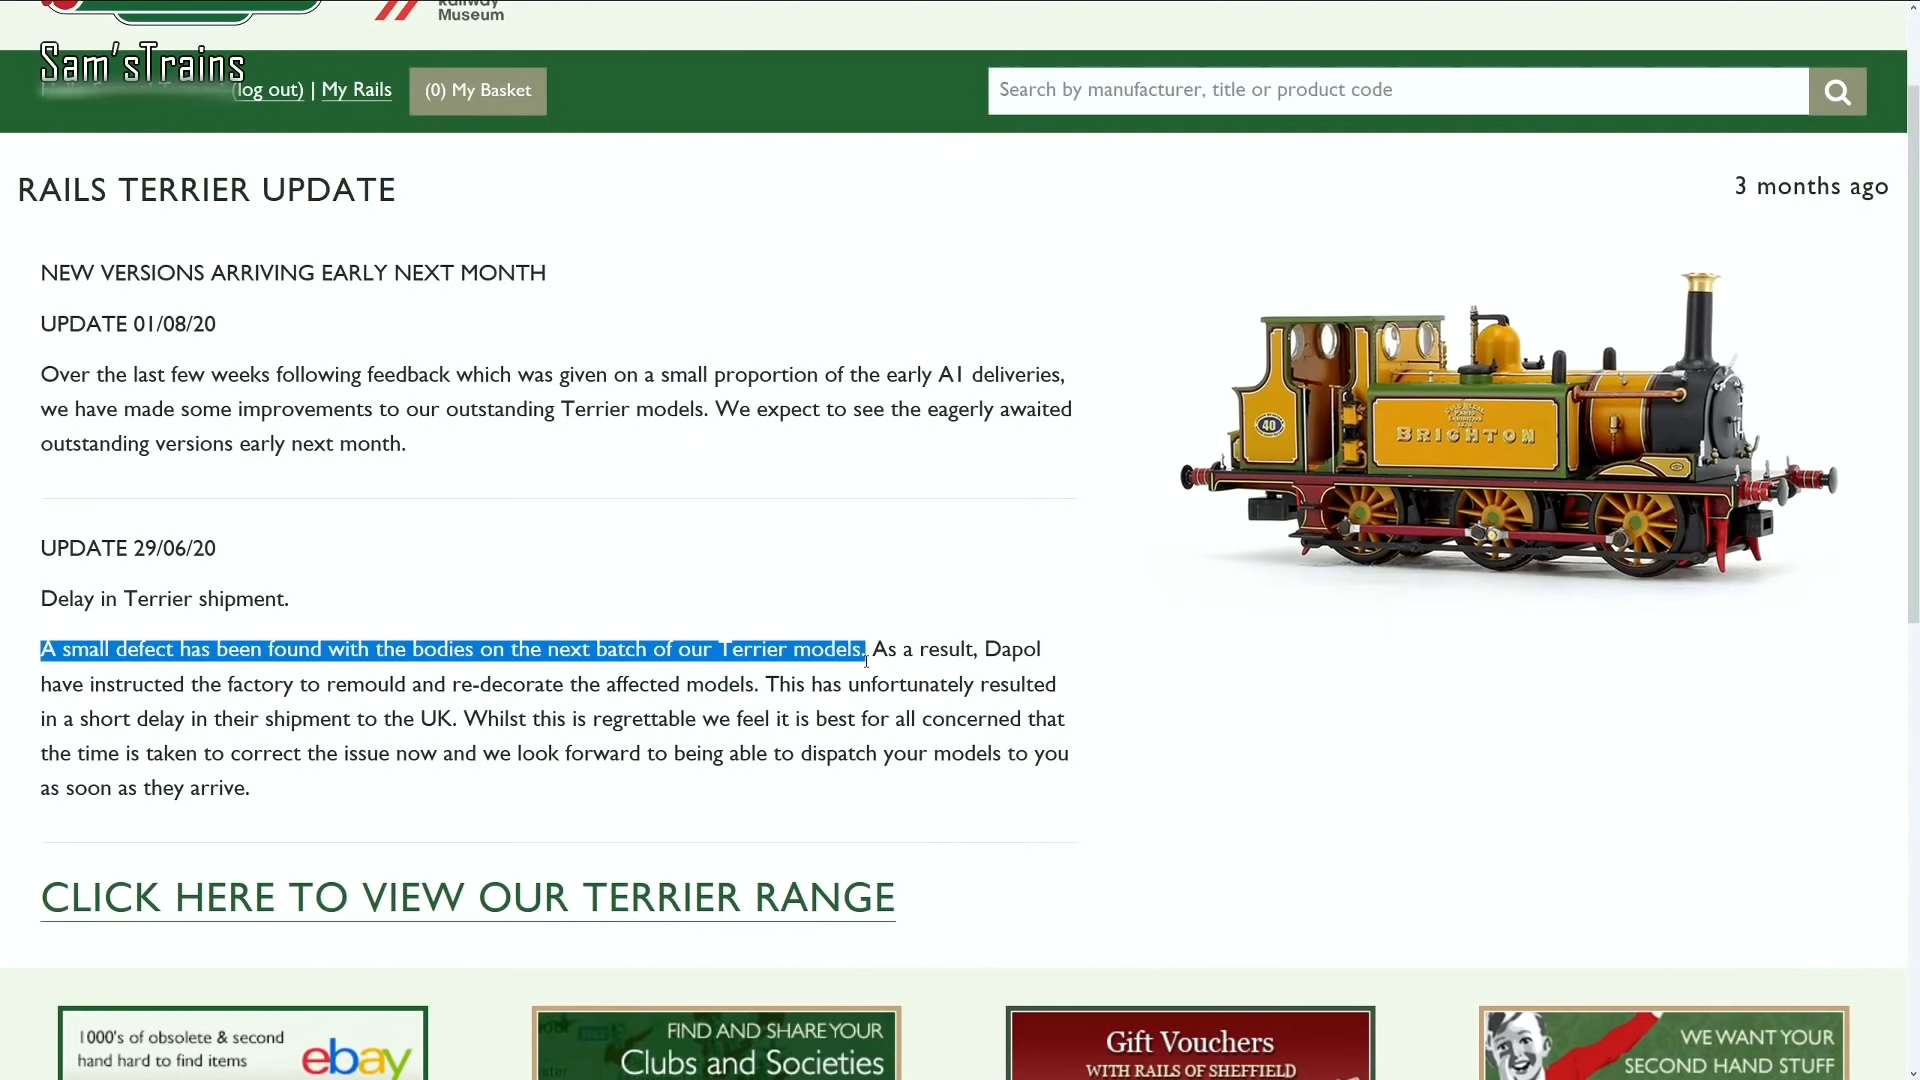 Railway
Museum
Sam'sTrains
(log out) | My Rails
(0) My Basket
Search by manufacturer, title or product code
RAILS TERRIER UPDATE
3 months ago
NEW VERSIONS ARRIVING EARLY NEXT MONTH
UPDATE 01/08/20
Over the last few weeks following feedback which was given on a small proportion of the early A1 deliveries,
we have made some improvements to our outstanding Terrier models. We expect to see the eagerly awaited
outstanding versions early next month.
40
BRIGHTON
UPDATE 29/06/20
Delay in Terrier shipment.
A small defect has been found with the bodies on the next batch of our Terrier models. As a result, Dapol
have instructed the factory to remould and re-decorate the affected models. This has unfortunately resulted
in a short delay in their shipment to the UK. Whilst this is regrettable we feel it is best for all concerned that
the time is taken to correct the issue now and we look forward to being able to dispatch your models to you
as soon as they arrive.
CLICK HERE TO VIEW OUR TERRIER RANGE
1000's of obsolete & second
hand hard to find items
ebay
FIND AND SHARE YOUR
Clubs and Societies
Gift Vouchers
WITH RAILS OF SHEFFIELD
WE WANT YOUR
SECOND HAND STUFF